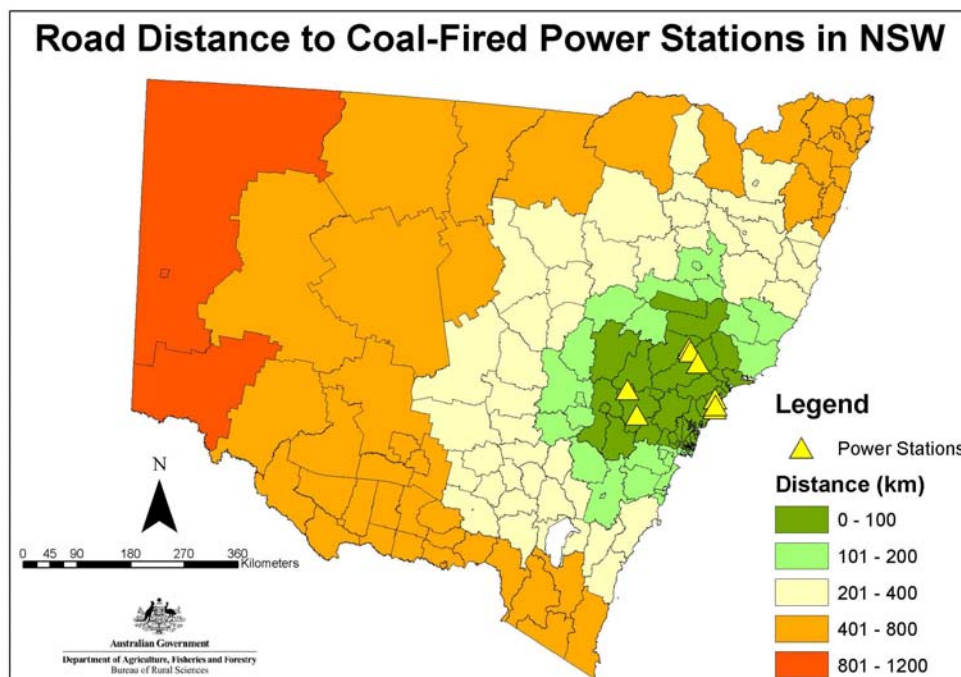 Road Distance to Coal-Fired Power Stations in NSW
Legend
Power Stations
Distance (km)
0 - 100
101 - 200
201 - 400
401 - 800
801 - 1200
N
0 45 90 180 270 360
Kilometers
Australian Government
Department of Agriculture, Fisheries and Forestry
Bureau of Rural Sciences